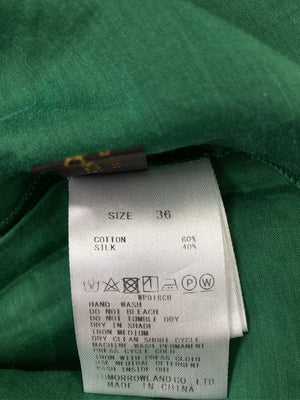 SIZE 36
COTTON 60%
SILK 40%
WP018CU
HAND WASH
DO NOT BLEACH
DO NOT TUMBLE DRY
DRY IN SHADE
IRON MEDIUM
DRY CLEAN SHORT CYCLE
MACHINE WASH PERMANENT
PRESS CYCLE COLD
IRON WITH PRESS CLOTH
USE NEUTRAL DETERGENT
WASH INSIDE OUT
TOMORROWLAND CO.,LTD
MADE IN CHINA